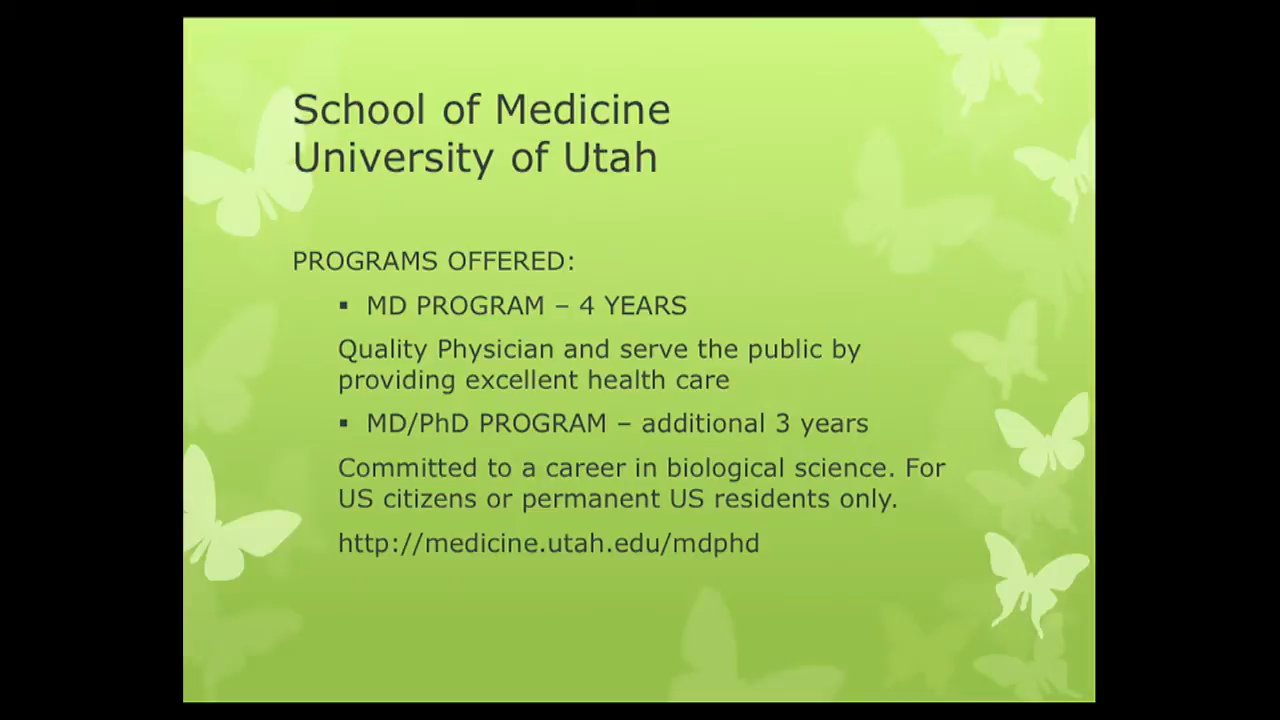 School of Medicine
University of Utah
PROGRAMS OFFERED:
▪ MD PROGRAM – 4 YEARS
Quality Physician and serve the public by
providing excellent health care
▪ MD/PhD PROGRAM – additional 3 years
Committed to a career in biological science. For
US citizens or permanent US residents only.
http://medicine.utah.edu/mdphd